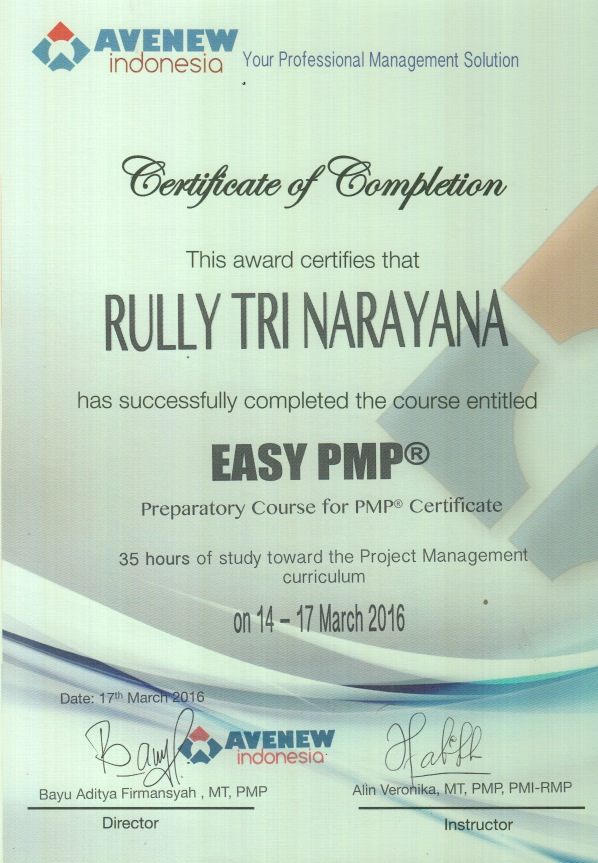 AVENEW
indonesia
Your Professional Management Solution
Certificate of Completion
This award certifies that
RULLY TRI NARAYANA
has successfully completed the course entitled
EASY PMP®
Preparatory Course for PMP® Certificate
35 hours of study toward the Project Management
curriculum
on 14 – 17 March 2016
Date: 17th March 2016
AVENEW
indonesia
Bayu Aditya Firmansyah , MT, PMP
Director
Alin Veronika, MT, PMP, PMI-RMP
Instructor